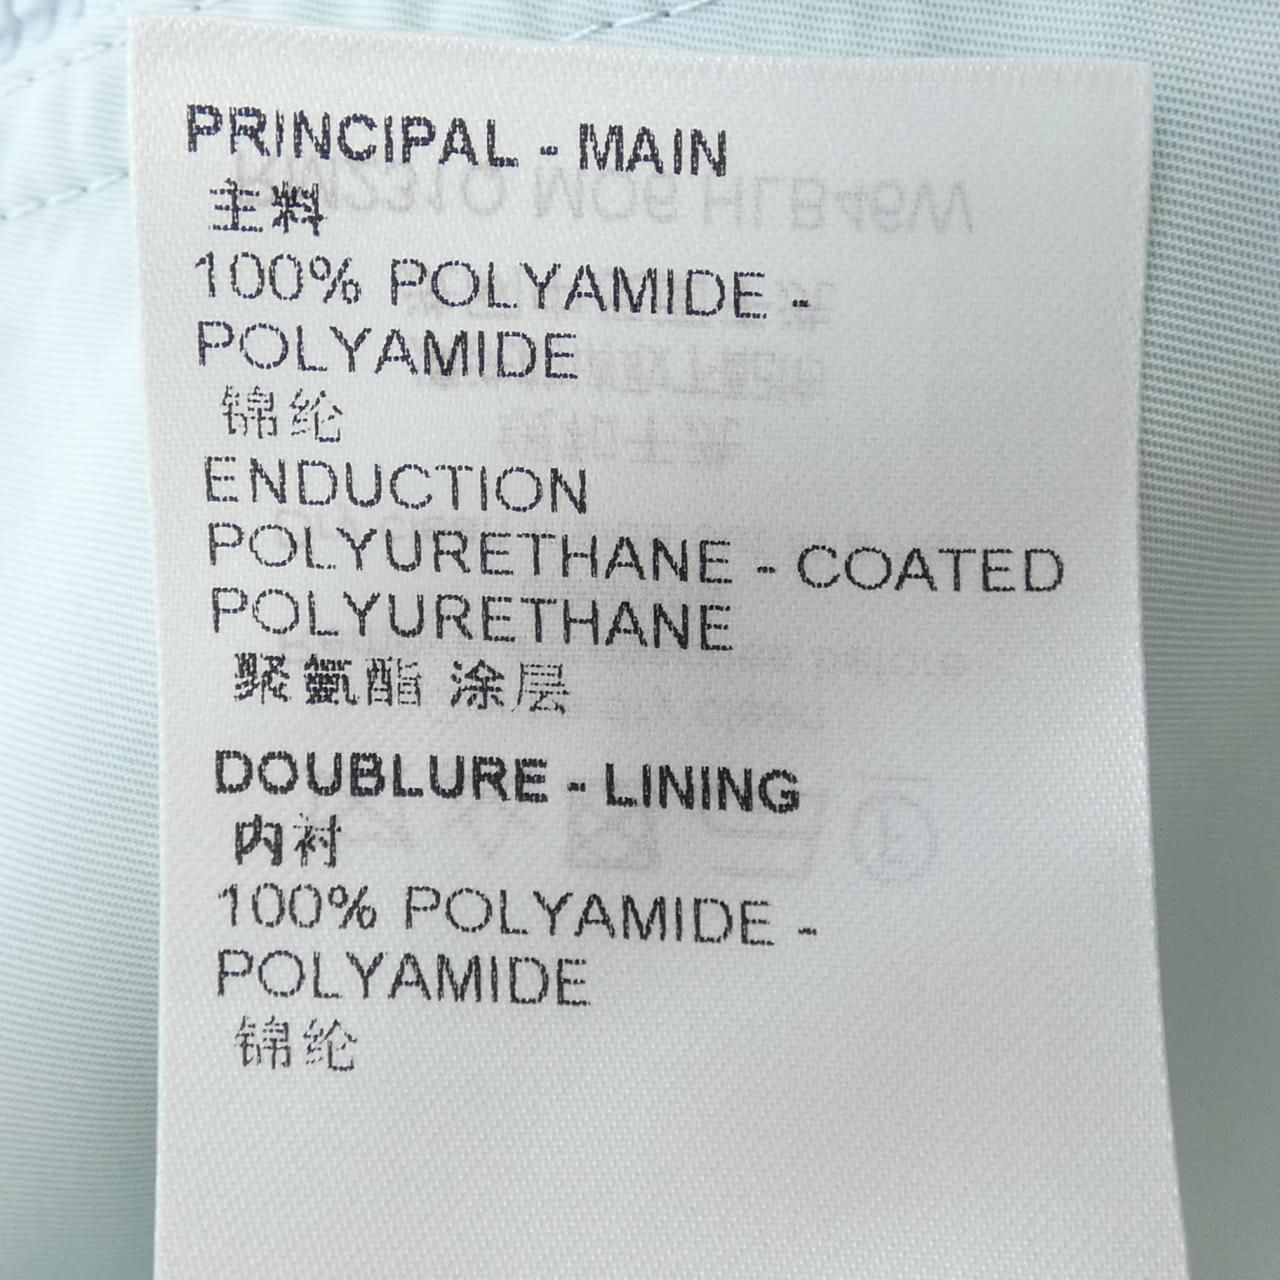 PRINCIPAL - MAIN
主料
100% POLYAMIDE -
POLYAMIDE
锦纶
ENDUCTION
POLYURETHANE - COATED
POLYURETHANE
聚氨酯 涂层
DOUBLURE - LINING
内衬
100% POLYAMIDE -
POLYAMIDE
锦纶